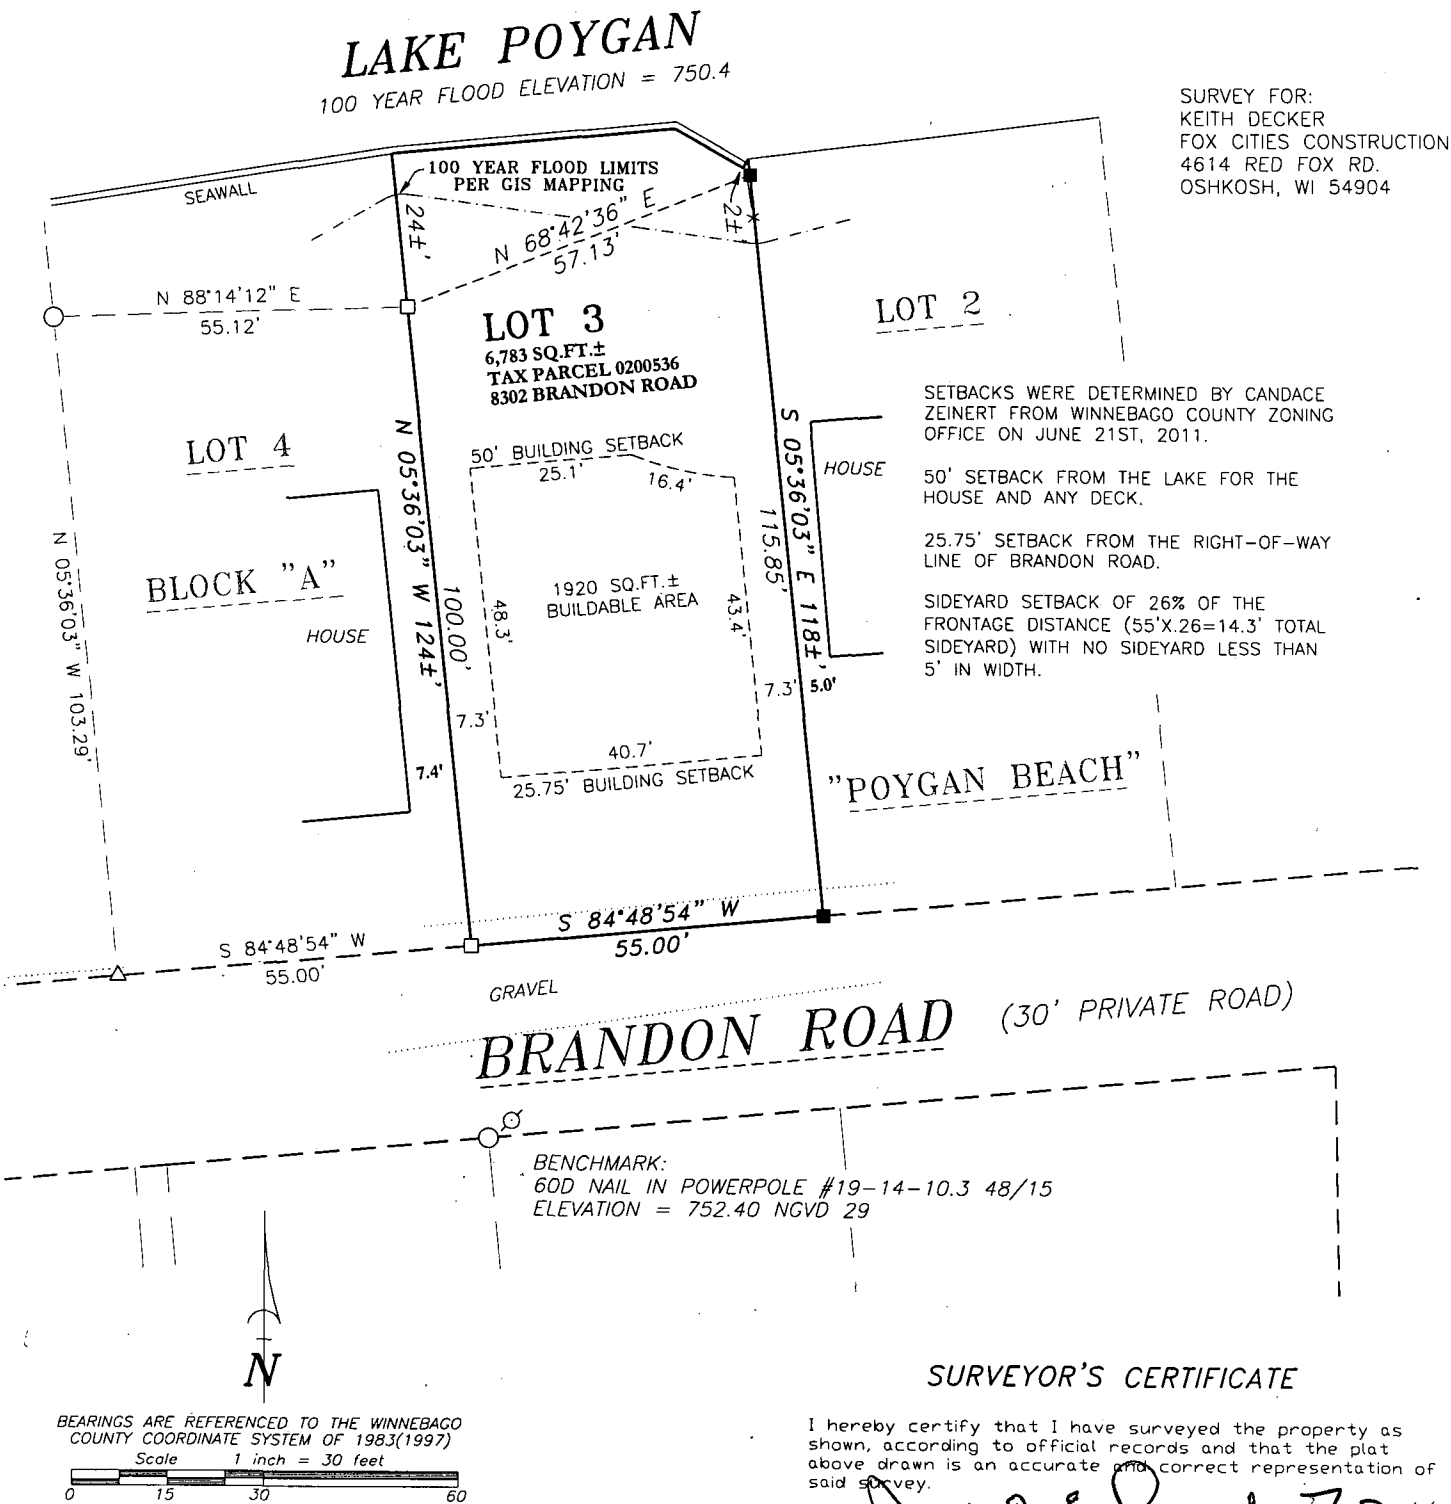 LAKE POYGAN
100 YEAR FLOOD ELEVATION = 750.4
SURVEY FOR:
KEITH DECKER
FOX CITIES CONSTRUCTION
4614 RED FOX RD.
OSHKOSH, WI 54904
100 YEAR FLOOD LIMITS
PER GIS MAPPING
SEAWALL
24±'
2±'
N 68°42'36" E
57.13'
N 88°14'12" E
55.12'
LOT 3
6,783 SQ.FT.±
TAX PARCEL 0200536
8302 BRANDON ROAD
LOT 2
SETBACKS WERE DETERMINED BY CANDACE
ZEINERT FROM WINNEBAGO COUNTY ZONING
OFFICE ON JUNE 21ST, 2011.
50' SETBACK FROM THE LAKE FOR THE
HOUSE AND ANY DECK.
25.75' SETBACK FROM THE RIGHT-OF-WAY
LINE OF BRANDON ROAD.
SIDEYARD SETBACK OF 26% OF THE
FRONTAGE DISTANCE (55'X.26=14.3' TOTAL
SIDEYARD) WITH NO SIDEYARD LESS THAN
5' IN WIDTH.
LOT 4
50' BUILDING SETBACK
25.1'
16.4'
HOUSE
N 05°36'03" W 124±'
100.00'
S 05°36'03" E 118±'
115.85'
N 05°36'03" W 103.29'
BLOCK "A"
1920 SQ.FT.±
BUILDABLE AREA
48.3'
43.4'
HOUSE
7.3'
5.0'
7.3'
7.4'
40.7'
25.75' BUILDING SETBACK
"POYGAN BEACH"
S 84°48'54" W
55.00'
S 84°48'54" W
55.00'
GRAVEL
BRANDON ROAD (30' PRIVATE ROAD)
BENCHMARK:
60D NAIL IN POWERPOLE #19-14-10.3 48/15
ELEVATION = 752.40 NGVD 29
N
BEARINGS ARE REFERENCED TO THE WINNEBAGO
COUNTY COORDINATE SYSTEM OF 1983(1997)
Scale 1 inch = 30 feet
0 15 30 60
SURVEYOR'S CERTIFICATE
I hereby certify that I have surveyed the property as
shown, according to official records and that the plat
above drawn is an accurate and correct representation of
said survey.